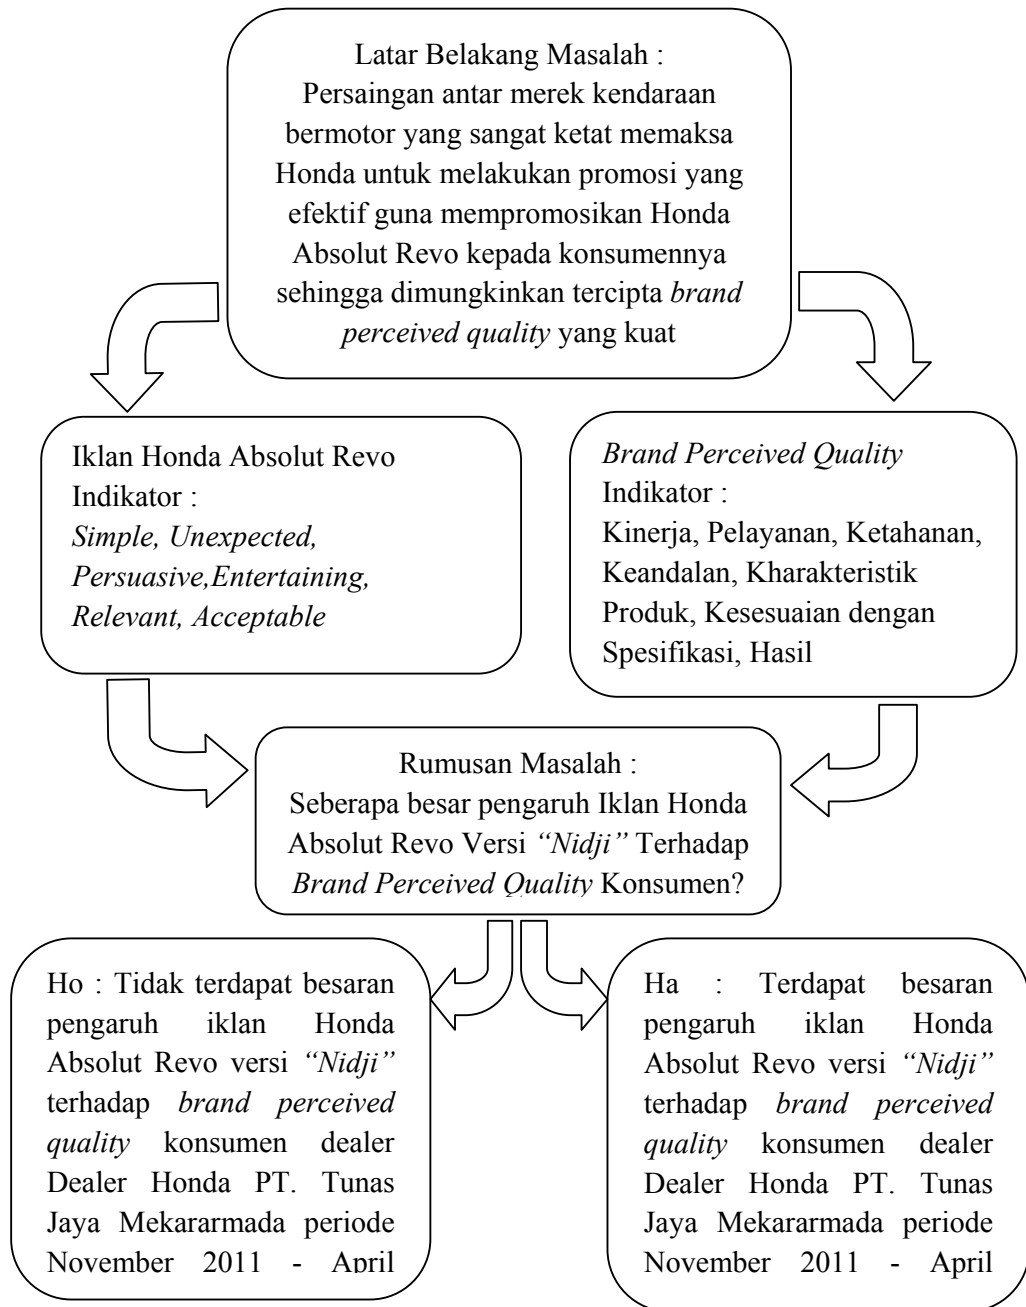 Latar Belakang Masalah :
Persaingan antar merek kendaraan
bermotor yang sangat ketat memaksa
Honda untuk melakukan promosi yang
efektif guna mempromosikan Honda
Absolut Revo kepada konsumennya
sehingga dimungkinkan tercipta brand
perceived quality yang kuat
Iklan Honda Absolut Revo
Indikator :
Simple, Unexpected,
Persuasive,Entertaining,
Relevant, Acceptable
Brand Perceived Quality
Indikator :
Kinerja, Pelayanan, Ketahanan,
Keandalan, Kharakteristik
Produk, Kesesuaian dengan
Spesifikasi, Hasil
Rumusan Masalah :
Seberapa besar pengaruh Iklan Honda
Absolut Revo Versi “Nidji” Terhadap
Brand Perceived Quality Konsumen?
Ho : Tidak terdapat besaran
pengaruh iklan Honda
Absolut Revo versi “Nidji”
terhadap brand perceived
quality konsumen dealer
Dealer Honda PT. Tunas
Jaya Mekararmada periode
November 2011 - April
Ha : Terdapat besaran
pengaruh iklan Honda
Absolut Revo versi “Nidji”
terhadap brand perceived
quality konsumen dealer
Dealer Honda PT. Tunas
Jaya Mekararmada periode
November 2011 - April